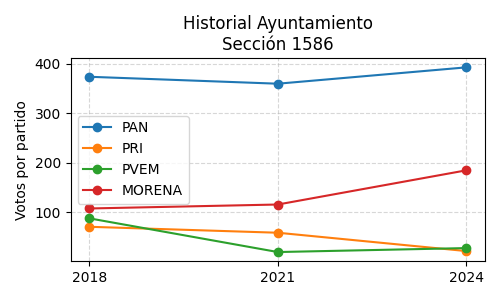 Historial Ayuntamiento
Sección 1586
Votos por partido
400
300
200
100
PAN
PRI
PVEM
MORENA
2018
2021
2024